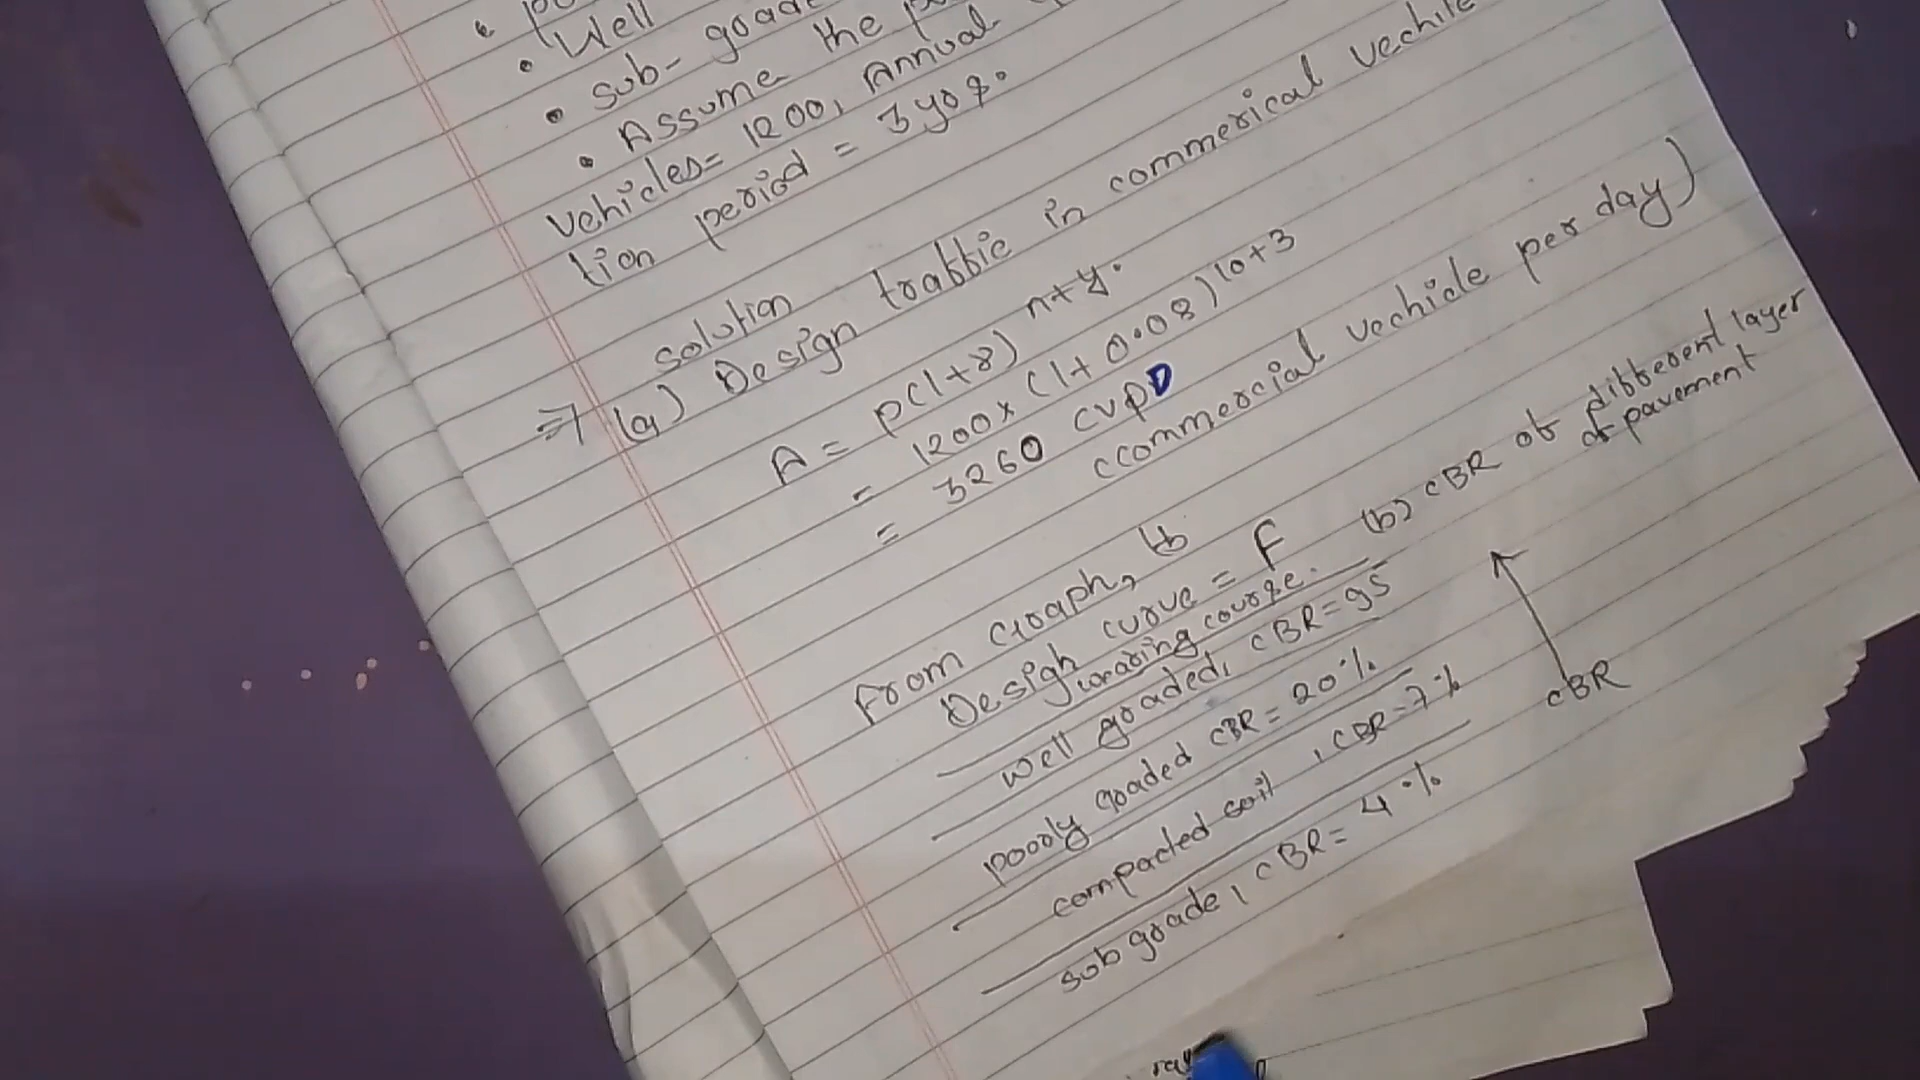 • Well
• sub-grade
• Assume the
vehicles= 1200, Annual
tion period = 3 yrs.
solution
⇒ (a) Design traffic in commerical vechile
A = P(1+r) n+y.
= 1200 x (1+ 0.08) 10+3
= 3260 CVPD
(commercial vechicle per day)
From Graph,
Design curve = F
(b) CBR of different layer
of pavement
wearing course.
well graded, CBR = 95
poorly graded CBR = 20%
compacted soil, CBR = 7%
sub grade, CBR = 4%
CBR